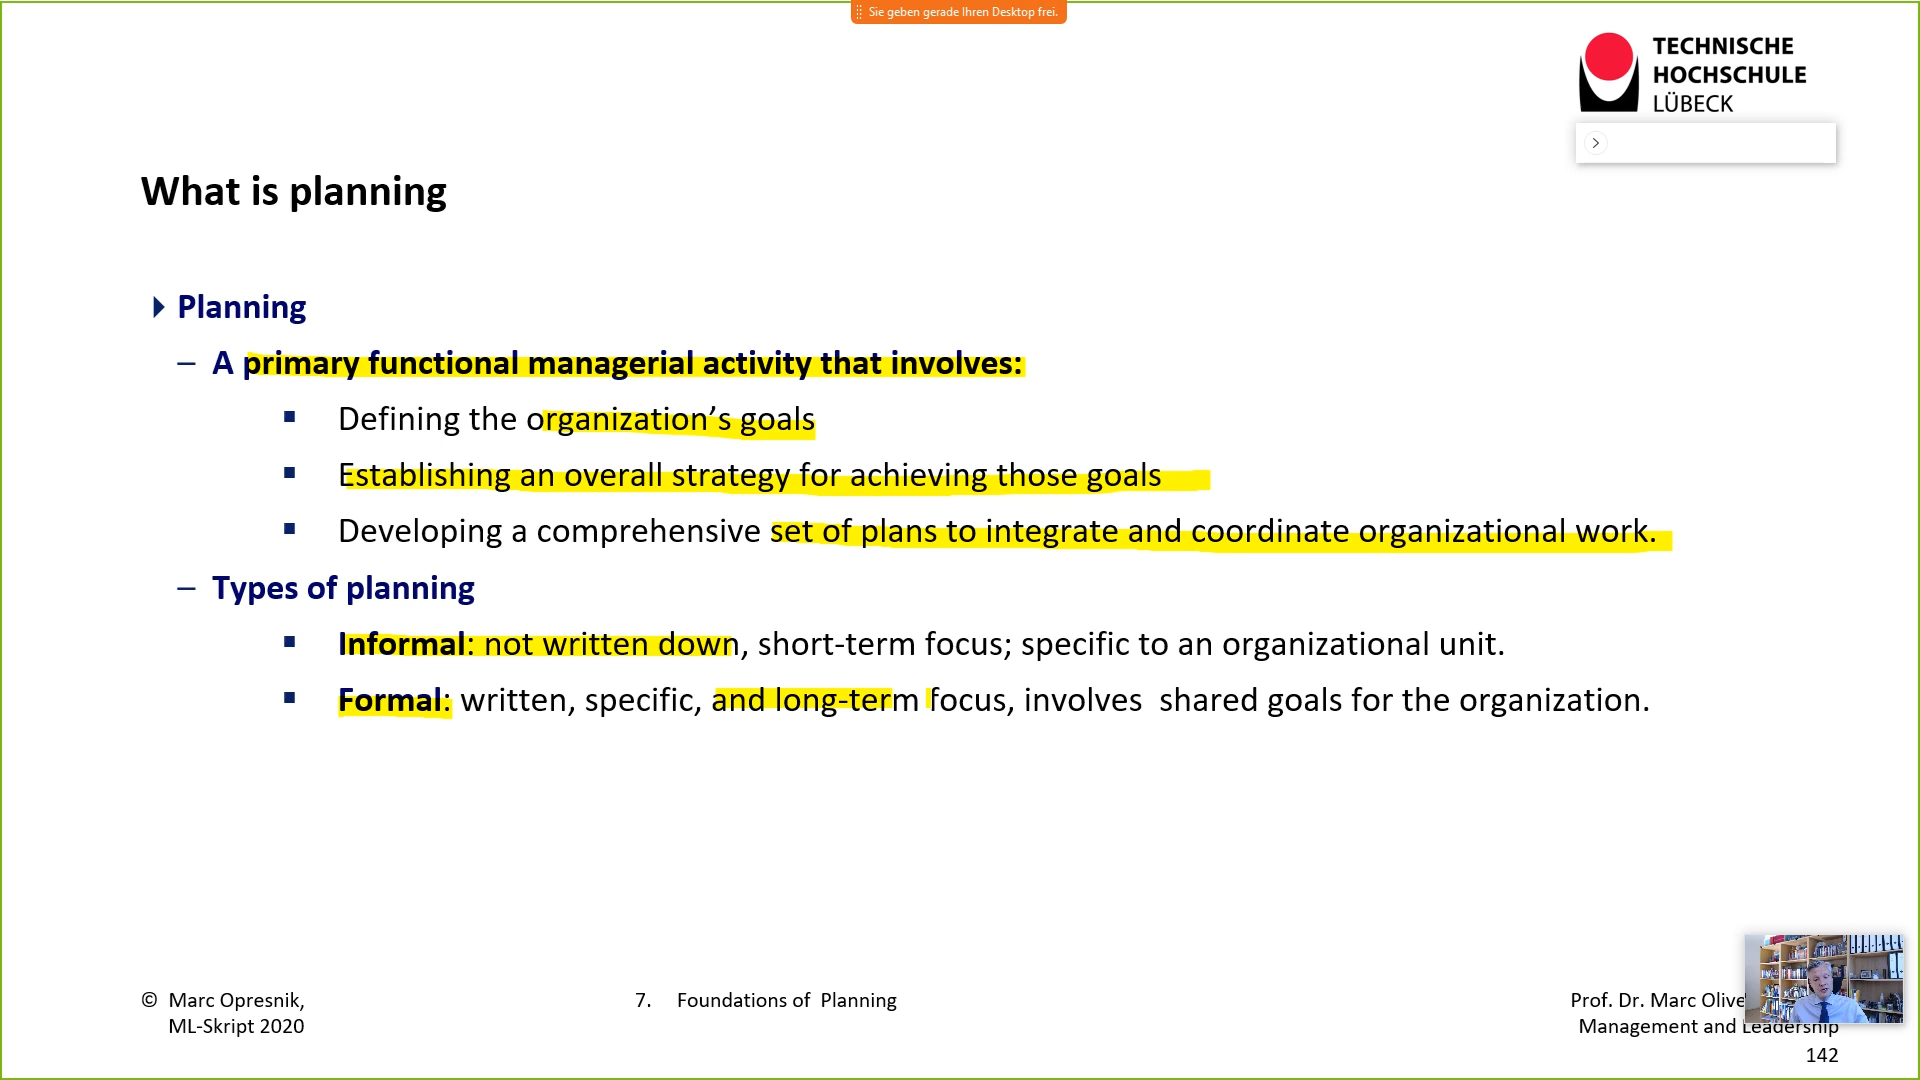 Sie geben gerade Ihren Desktop frei.
TECHNISCHE
HOCHSCHULE
LÜBECK
What is planning
Planning
– A primary functional managerial activity that involves:
▪ Defining the organization’s goals
▪ Establishing an overall strategy for achieving those goals
▪ Developing a comprehensive set of plans to integrate and coordinate organizational work.
– Types of planning
▪ Informal: not written down, short-term focus; specific to an organizational unit.
▪ Formal: written, specific, and long-term focus, involves shared goals for the organization.
© Marc Opresnik,
ML-Skript 2020
7. Foundations of Planning
Prof. Dr. Marc Olive
Management and Leadership
142